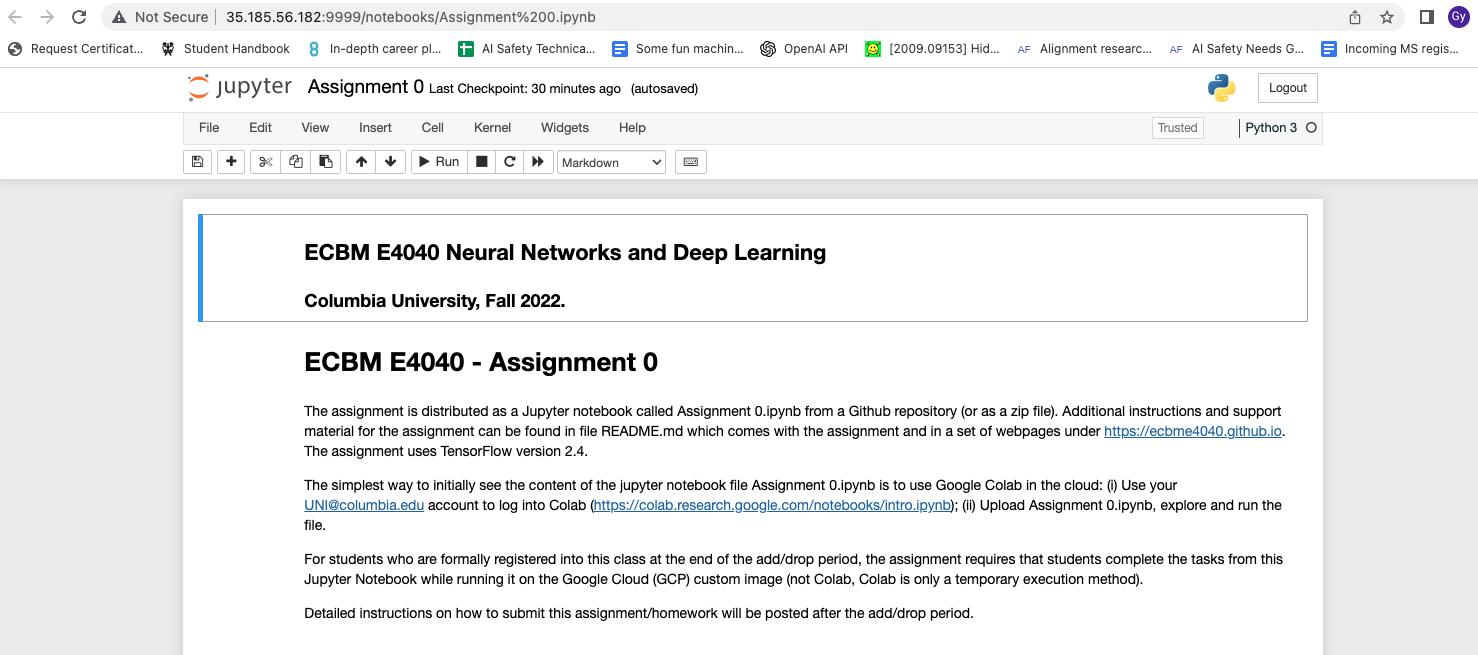 Not Secure 35.185.56.182:9999/notebooks/Assignment%200.ipynb Gy
Request Certificat... Student Handbook In-depth career pl... AI Safety Technica... Some fun machin... OpenAI API [2009.09153] Hid... AF Alignment researc... AF AI Safety Needs G... Incoming MS regis...
jupyter Assignment 0 Last Checkpoint: 30 minutes ago (autosaved) Logout
File Edit View Insert Cell Kernel Widgets Help Trusted Python 3
Run Markdown
ECBM E4040 Neural Networks and Deep Learning
Columbia University, Fall 2022.
ECBM E4040 - Assignment 0
The assignment is distributed as a Jupyter notebook called Assignment 0.ipynb from a Github repository (or as a zip file). Additional instructions and support
material for the assignment can be found in file README.md which comes with the assignment and in a set of webpages under https://ecbme4040.github.io.
The assignment uses TensorFlow version 2.4.
The simplest way to initially see the content of the jupyter notebook file Assignment 0.ipynb is to use Google Colab in the cloud: (i) Use your
UNI@columbia.edu account to log into Colab (https://colab.research.google.com/notebooks/intro.ipynb); (ii) Upload Assignment 0.ipynb, explore and run the
file.
For students who are formally registered into this class at the end of the add/drop period, the assignment requires that students complete the tasks from this
Jupyter Notebook while running it on the Google Cloud (GCP) custom image (not Colab, Colab is only a temporary execution method).
Detailed instructions on how to submit this assignment/homework will be posted after the add/drop period.